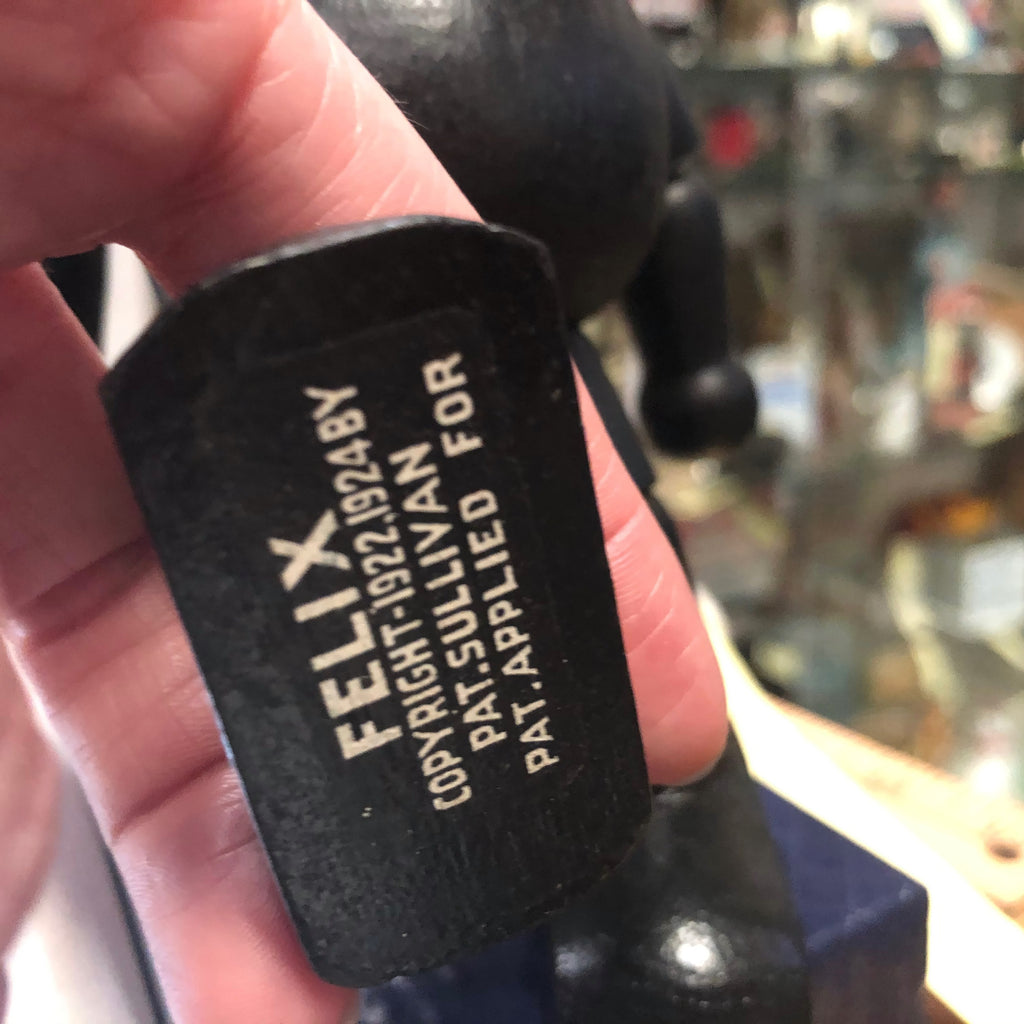 FELIX
COPYRIGHT-1922.1924BY
PAT.SULLIVAN
PAT.APPLIED FOR